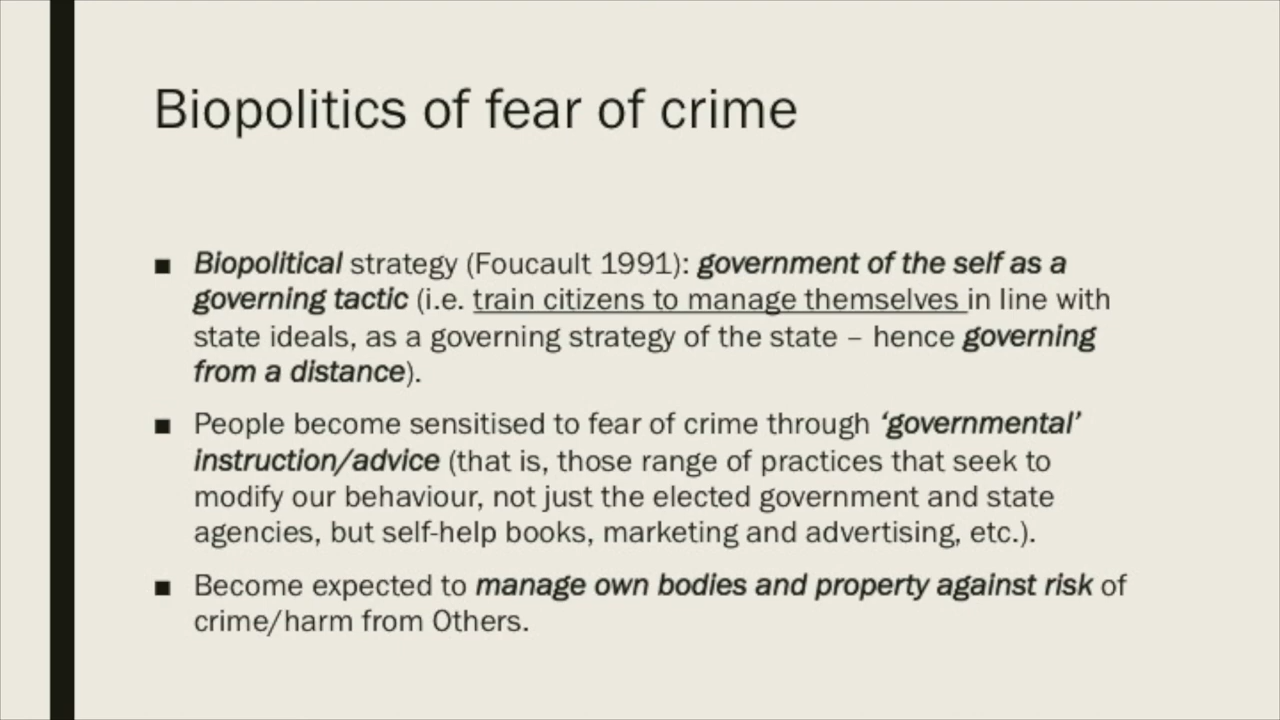 Biopolitics of fear of crime
■ Biopolitical strategy (Foucault 1991): government of the self as a
governing tactic (i.e. train citizens to manage themselves in line with
state ideals, as a governing strategy of the state – hence governing
from a distance).
■ People become sensitised to fear of crime through ‘governmental’
instruction/advice (that is, those range of practices that seek to
modify our behaviour, not just the elected government and state
agencies, but self-help books, marketing and advertising, etc.).
■ Become expected to manage own bodies and property against risk of
crime/harm from Others.